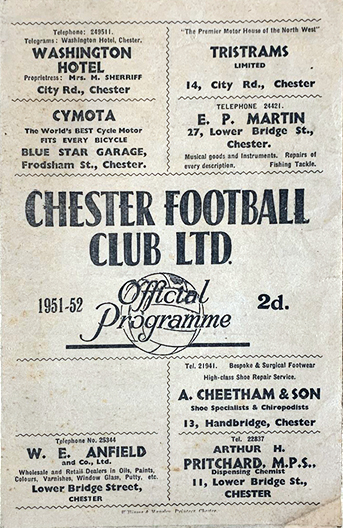 Telephone: 249511.
Telegrams: Washington Hotel, Chester.
WASHINGTON
HOTEL
Proprietress: Mrs. M. SHERRIFF
City Rd., Chester
"The Premier Motor House of the North West"
TRISTRAMS
LIMITED
14, City Rd., Chester
CYMOTA
The World's BEST Cycle Motor
FITS EVERY BICYCLE
BLUE STAR GARAGE,
Frodsham St., Chester.
TELEPHONE 24421.
E. P. MARTIN
27, Lower Bridge St.,
Chester.
Musical goods and Instruments. Repairs of
every description. Fishing Tackle.
CHESTER FOOTBALL
CLUB LTD.
1951-52
Official
Programme
2d.
Tel. 21941. Bespoke & Surgical Footwear
High-class Shoe Repair Service.
A. CHEETHAM & SON
Shoe Specialists & Chiropodists
13, Handbridge, Chester
Telephone No. 25344
W. E. ANFIELD
and Co., Ltd.
Wholesale and Retail Dealers in Oils, Paints,
Colours, Varnishes, Window Glass, Putty, etc.
Lower Bridge Street,
CHESTER
Tel. 22837
ARTHUR H.
PRITCHARD, M.P.S.,
Dispensing Chemist
11, Lower Bridge St.,
CHESTER
Printers, Chester